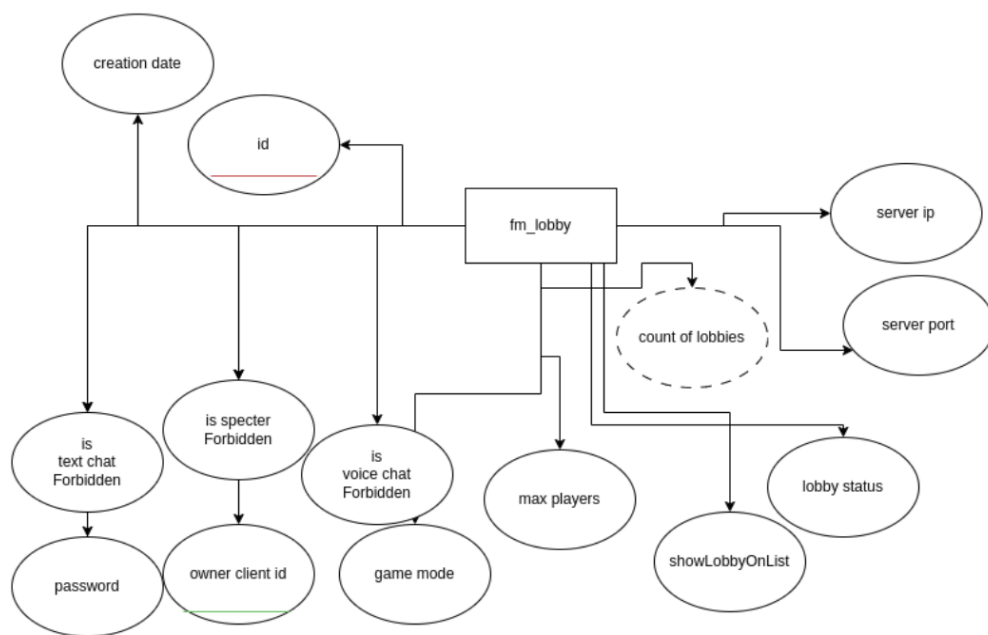 creation date
id
fm_lobby
server ip
server port
count of lobbies
is specter
Forbidden
is
text chat
Forbidden
is
voice chat
Forbidden
max players
lobby status
showLobbyOnList
password
owner client id
game mode